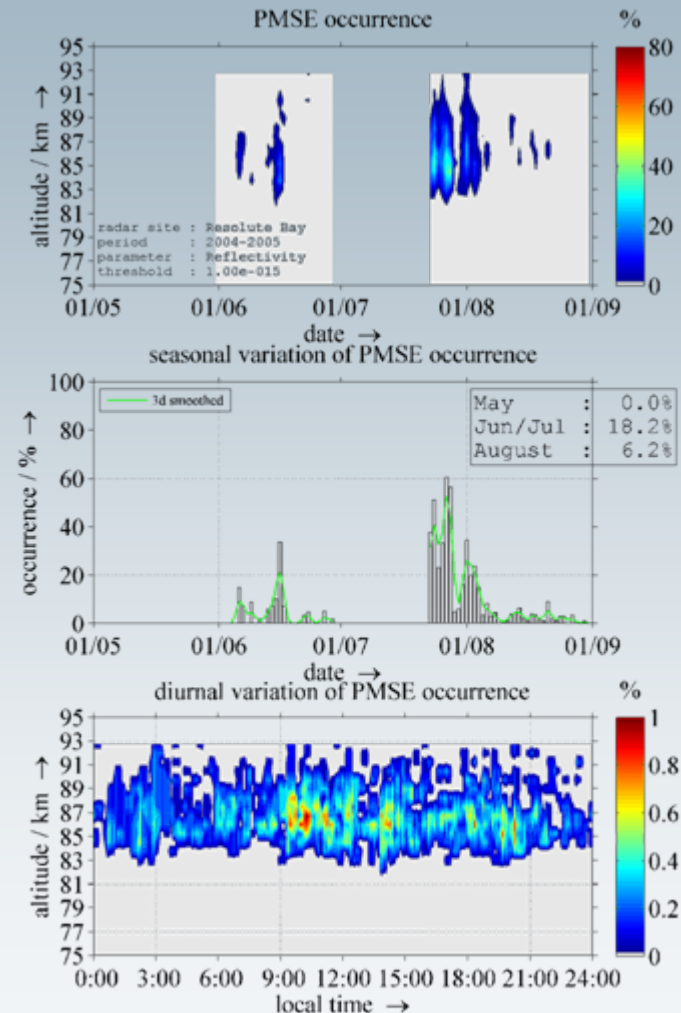 PMSE occurrence
%
95
93
91
89
87
85
83
81
79
77
75
altitude / km →
radar site : Resolute Bay
period : 2004-2005
parameter : Reflectivity
threshold : 1.00e-015
80
60
40
20
0
01/05 01/06 01/07 01/08 01/09
date →
seasonal variation of PMSE occurrence
100
80
60
40
20
0
occurrence / % →
3d smoothed
May : 0.0%
Jun/Jul : 18.2%
August : 6.2%
01/05 01/06 01/07 01/08 01/09
date →
diurnal variation of PMSE occurrence
%
95
93
91
89
87
85
83
81
79
77
75
altitude / km →
1
0.8
0.6
0.4
0.2
0
0:00 3:00 6:00 9:00 12:00 15:00 18:00 21:00 24:00
local time →